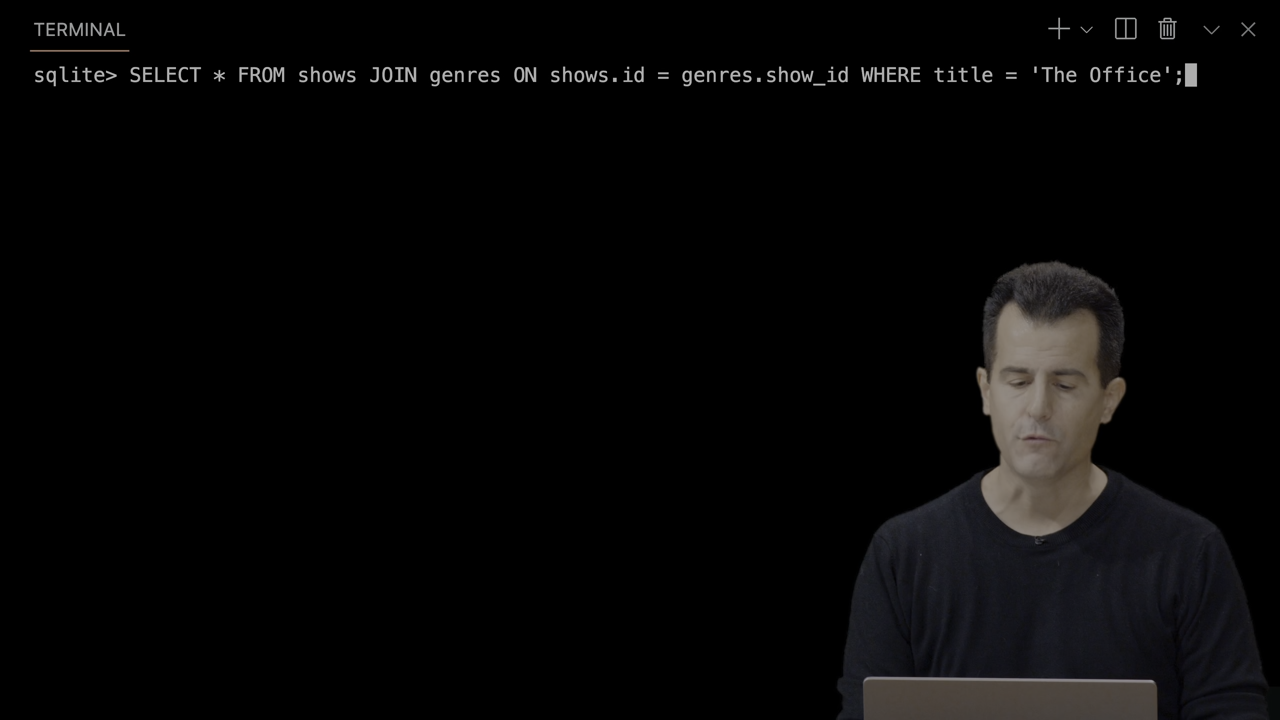 TERMINAL
sqlite> SELECT * FROM shows JOIN genres ON shows.id = genres.show_id WHERE title = 'The Office';